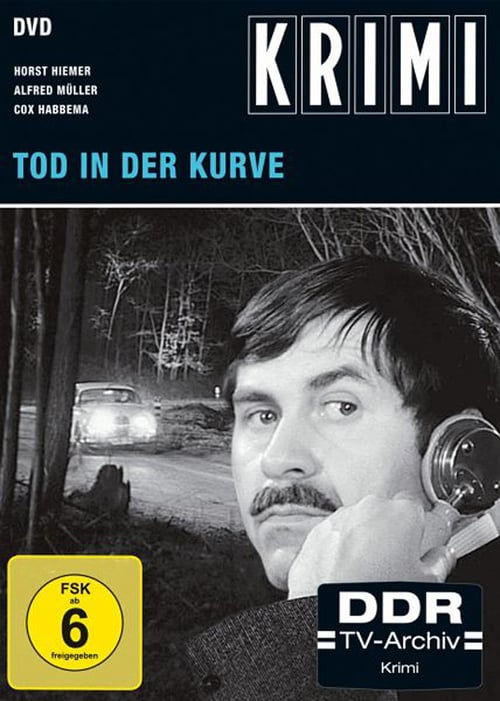 DVD
KRIMI
HORST HIEMER
ALFRED MÜLLER
COX HABBEMA
TOD IN DER KURVE
FSK
ab
6
freigegeben
DDR
TV-Archiv
Krimi